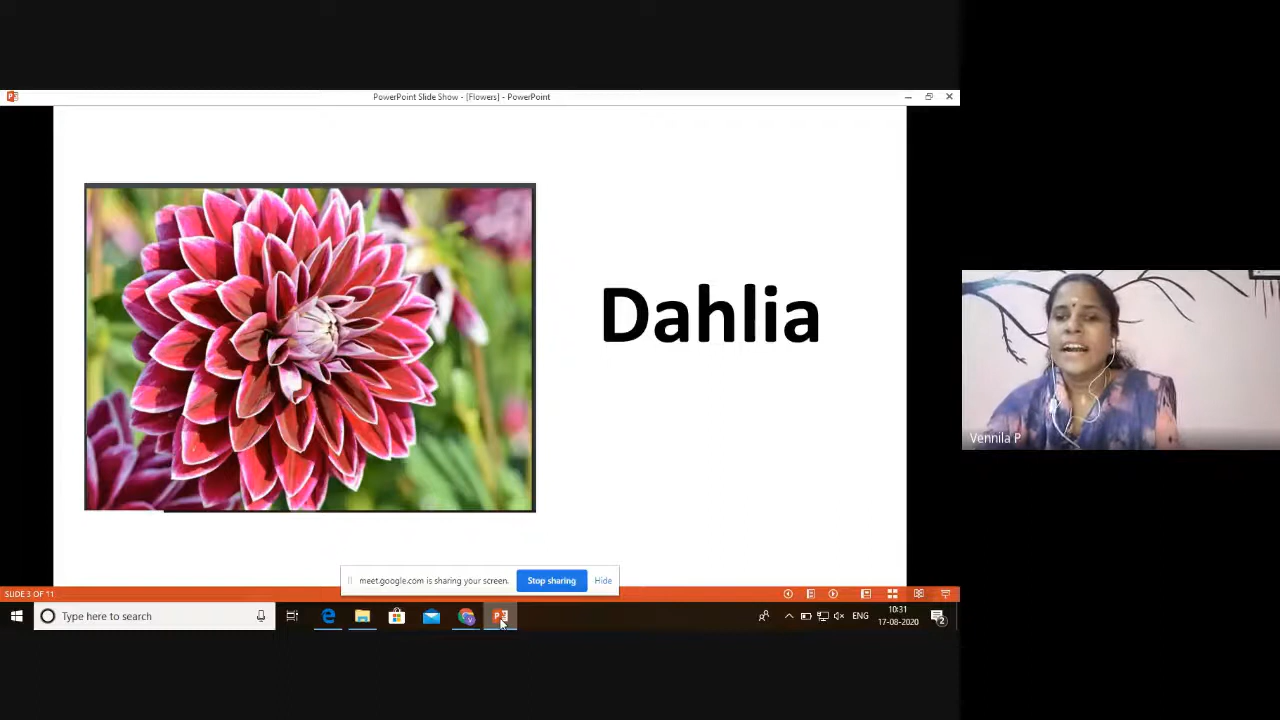 PowerPoint Slide Show - [Flowers] - PowerPoint
Dahlia
Vennila P
meet.google.com is sharing your screen.
Stop sharing
Hide
SLIDE 3 OF 11
Type here to search
ENG
10:31
17-08-2020
2